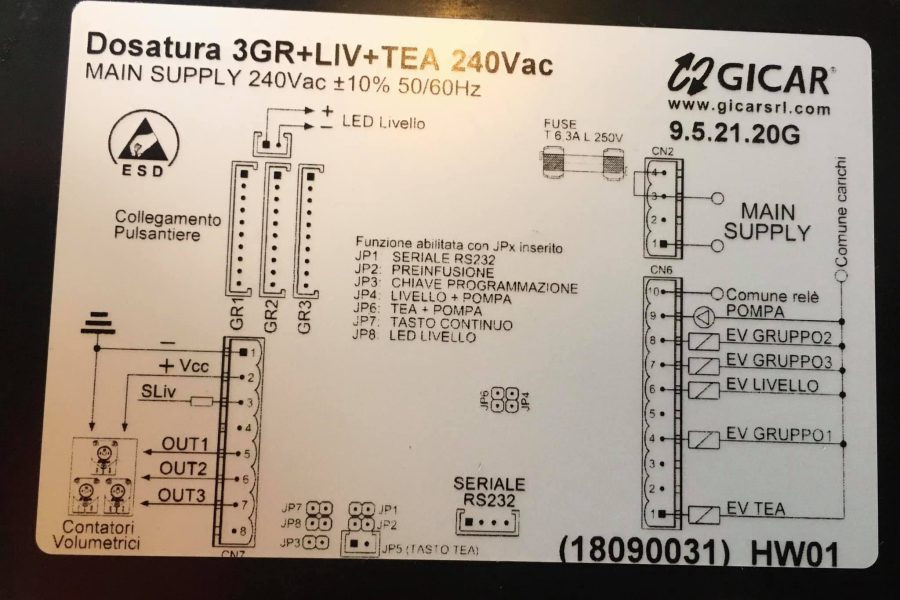 Dosatura 3GR+LIV+TEA 240Vac
MAIN SUPPLY 240Vac ±10% 50/60Hz
GICAR®
www.gicarsrl.com
9.5.21.20G
ESD
+
−
LED Livello
FUSE
T 6.3A L 250V
CN2
4
3
2
1
MAIN
SUPPLY
Comune carichi
Collegamento
Pulsantiere
GR1
GR2
GR3
Funzione abilitata con JPx inserito
JP1: SERIALE RS232
JP2: PREINFUSIONE
JP3: CHIAVE PROGRAMMAZIONE
JP4: LIVELLO + POMPA
JP6: TEA + POMPA
JP7: TASTO CONTINUO
JP8: LED LIVELLO
CN6
10
Comune relè
9
POMPA
8
EV GRUPPO2
7
EV GRUPPO3
6
EV LIVELLO
5
4
EV GRUPPO1
3
2
1
EV TEA
−
1
+ Vcc
2
SLiv
3
4
OUT1
5
OUT2
6
OUT3
7
8
CN7
Contatori
Volumetrici
JP6
JP4
SERIALE
RS232
JP7
JP1
JP8
JP2
JP3
JP5 (TASTO TEA)
(18090031) HW01